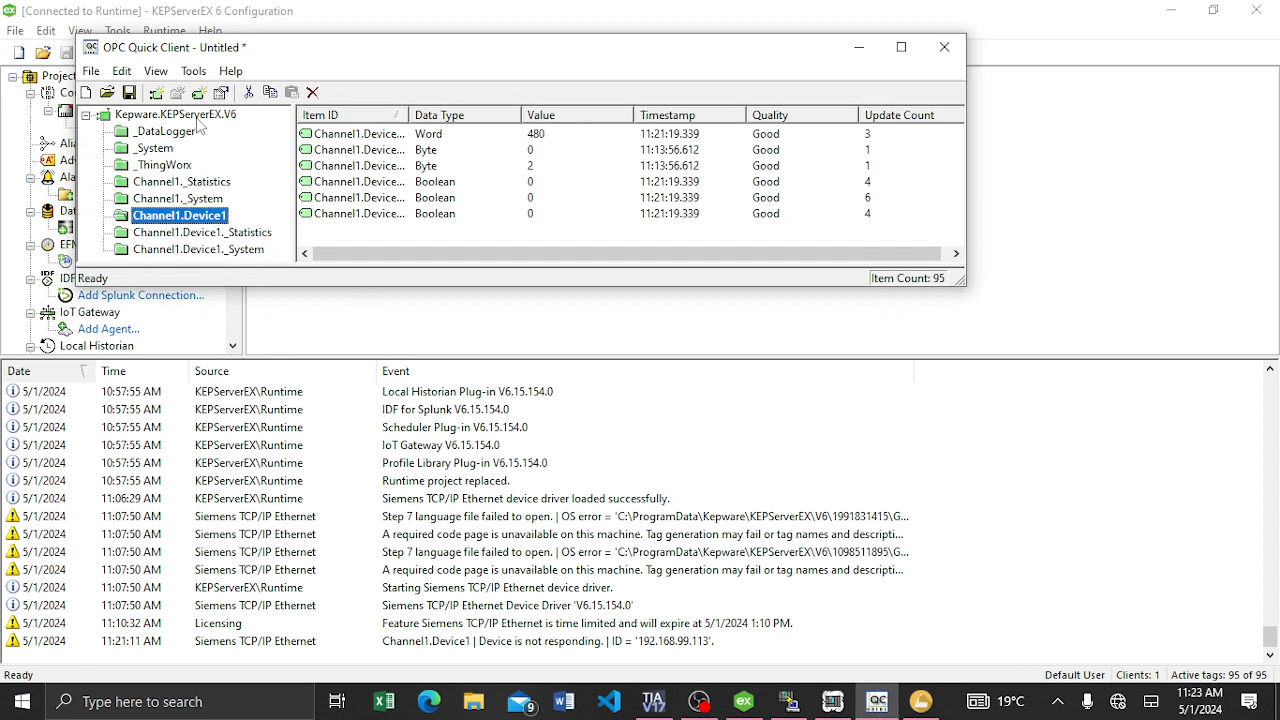 [Connected to Runtime] - KEPServerEX 6 Configuration
File Edit View Tools Runtime Help
OPC Quick Client - Untitled *
File Edit View Tools Help
Kepware.KEPServerEX.V6
_DataLogger
_System
_ThingWorx
Channel1._Statistics
Channel1._System
Channel1.Device1
Channel1.Device1._Statistics
Channel1.Device1._System
Item ID Data Type Value Timestamp Quality Update Count
Channel1.Device... Word 480 11:21:19.339 Good 3
Channel1.Device... Byte 0 11:13:56.612 Good 1
Channel1.Device... Byte 2 11:13:56.612 Good 1
Channel1.Device... Boolean 0 11:21:19.339 Good 4
Channel1.Device... Boolean 0 11:21:19.339 Good 6
Channel1.Device... Boolean 0 11:21:19.339 Good 4
Ready Item Count: 95
Projec
Co
Alia
Adv
Ala
Dat
EFM
IDF
Add Splunk Connection...
IoT Gateway
Add Agent...
Local Historian
Date Time Source Event
5/1/2024 10:57:55 AM KEPServerEX\Runtime Local Historian Plug-in V6.15.154.0
5/1/2024 10:57:55 AM KEPServerEX\Runtime IDF for Splunk V6.15.154.0
5/1/2024 10:57:55 AM KEPServerEX\Runtime Scheduler Plug-in V6.15.154.0
5/1/2024 10:57:55 AM KEPServerEX\Runtime IoT Gateway V6.15.154.0
5/1/2024 10:57:55 AM KEPServerEX\Runtime Profile Library Plug-in V6.15.154.0
5/1/2024 10:57:55 AM KEPServerEX\Runtime Runtime project replaced.
5/1/2024 11:06:29 AM KEPServerEX\Runtime Siemens TCP/IP Ethernet device driver loaded successfully.
5/1/2024 11:07:50 AM Siemens TCP/IP Ethernet Step 7 language file failed to open. | OS error = 'C:\ProgramData\Kepware\KEPServerEX\V6\1991831415\G...
5/1/2024 11:07:50 AM Siemens TCP/IP Ethernet A required code page is unavailable on this machine. Tag generation may fail or tag names and descripti...
5/1/2024 11:07:50 AM Siemens TCP/IP Ethernet Step 7 language file failed to open. | OS error = 'C:\ProgramData\Kepware\KEPServerEX\V6\1098511895\G...
5/1/2024 11:07:50 AM Siemens TCP/IP Ethernet A required code page is unavailable on this machine. Tag generation may fail or tag names and descripti...
5/1/2024 11:07:50 AM KEPServerEX\Runtime Starting Siemens TCP/IP Ethernet device driver.
5/1/2024 11:07:50 AM Siemens TCP/IP Ethernet Siemens TCP/IP Ethernet Device Driver 'V6.15.154.0'
5/1/2024 11:10:32 AM Licensing Feature Siemens TCP/IP Ethernet is time limited and will expire at 5/1/2024 1:10 PM.
5/1/2024 11:21:11 AM Siemens TCP/IP Ethernet Channel1.Device1 | Device is not responding. | ID = '192.168.99.113'.
Ready Default User Clients: 1 Active tags: 95 of 95
Type here to search 9 TIA V17 19°C 11:23 AM
5/1/2024